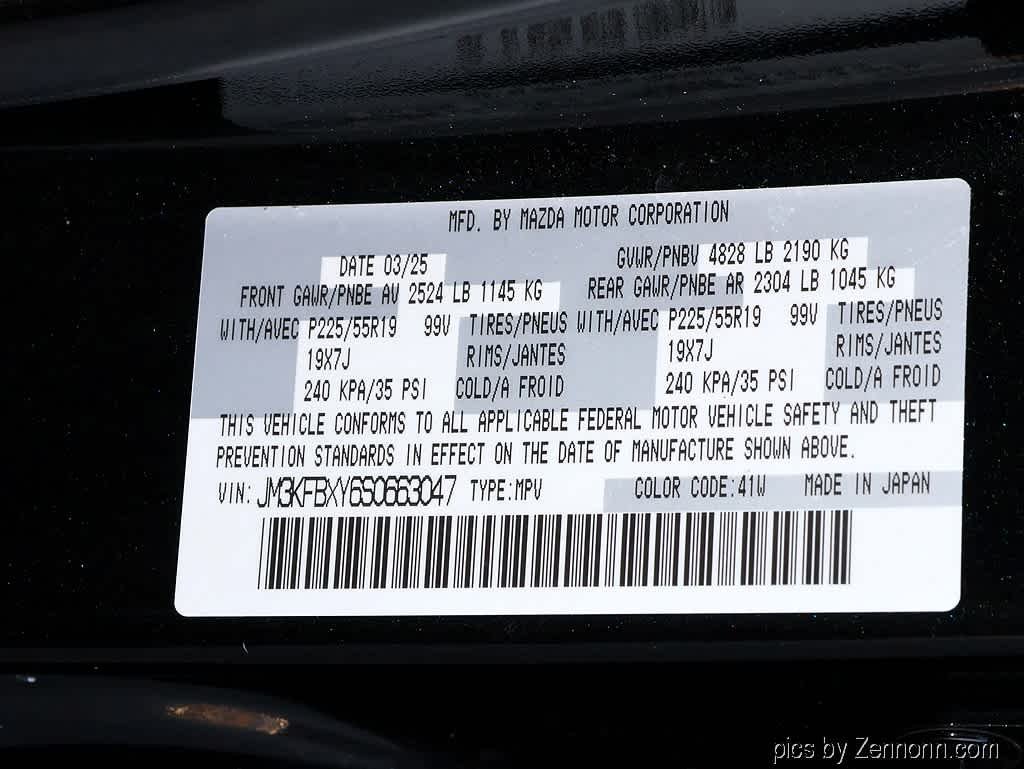 MFD. BY MAZDA MOTOR CORPORATION
DATE 03/25 GVWR/PNBV 4828 LB 2190 KG
FRONT GAWR/PNBE AV 2524 LB 1145 KG REAR GAWR/PNBE AR 2304 LB 1045 KG
WITH/AVEC P225/55R19 99V TIRES/PNEUS WITH/AVEC P225/55R19 99V TIRES/PNEUS
19X7J RIMS/JANTES 19X7J RIMS/JANTES
240 KPA/35 PSI COLD/A FROID 240 KPA/35 PSI COLD/A FROID
THIS VEHICLE CONFORMS TO ALL APPLICABLE FEDERAL MOTOR VEHICLE SAFETY AND THEFT
PREVENTION STANDARDS IN EFFECT ON THE DATE OF MANUFACTURE SHOWN ABOVE.
VIN: JM3KFBXY6S0663047 TYPE:MPV COLOR CODE:41W MADE IN JAPAN
pics by Zennonn.com